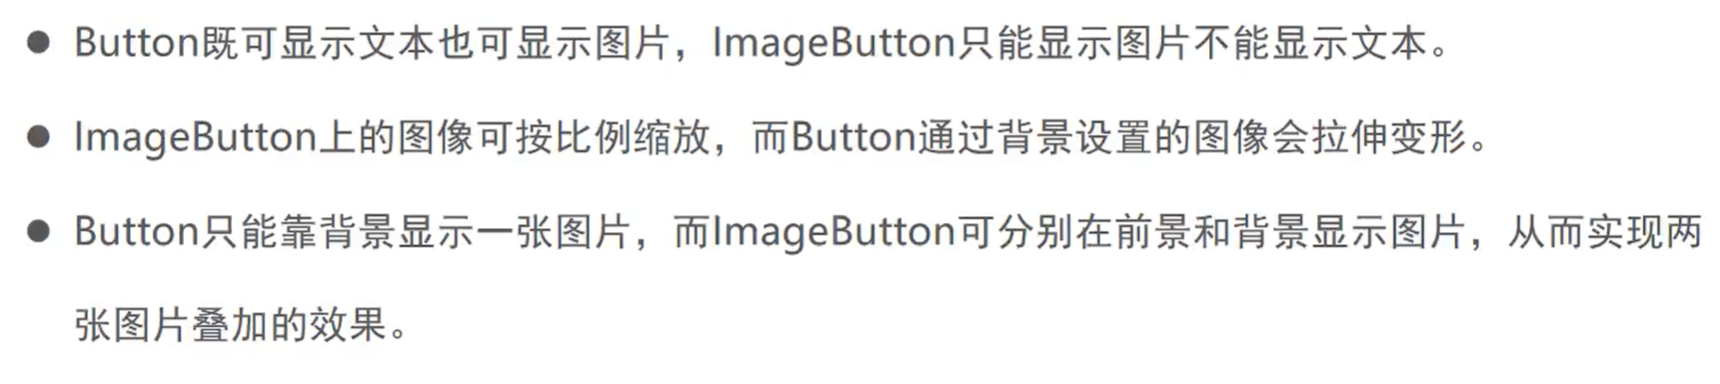 ● Button既可显示文本也可显示图片，ImageButton只能显示图片不能显示文本。
● ImageButton上的图像可按比例缩放，而Button通过背景设置的图像会拉伸变形。
● Button只能靠背景显示一张图片，而ImageButton可分别在前景和背景显示图片，从而实现两
张图片叠加的效果。